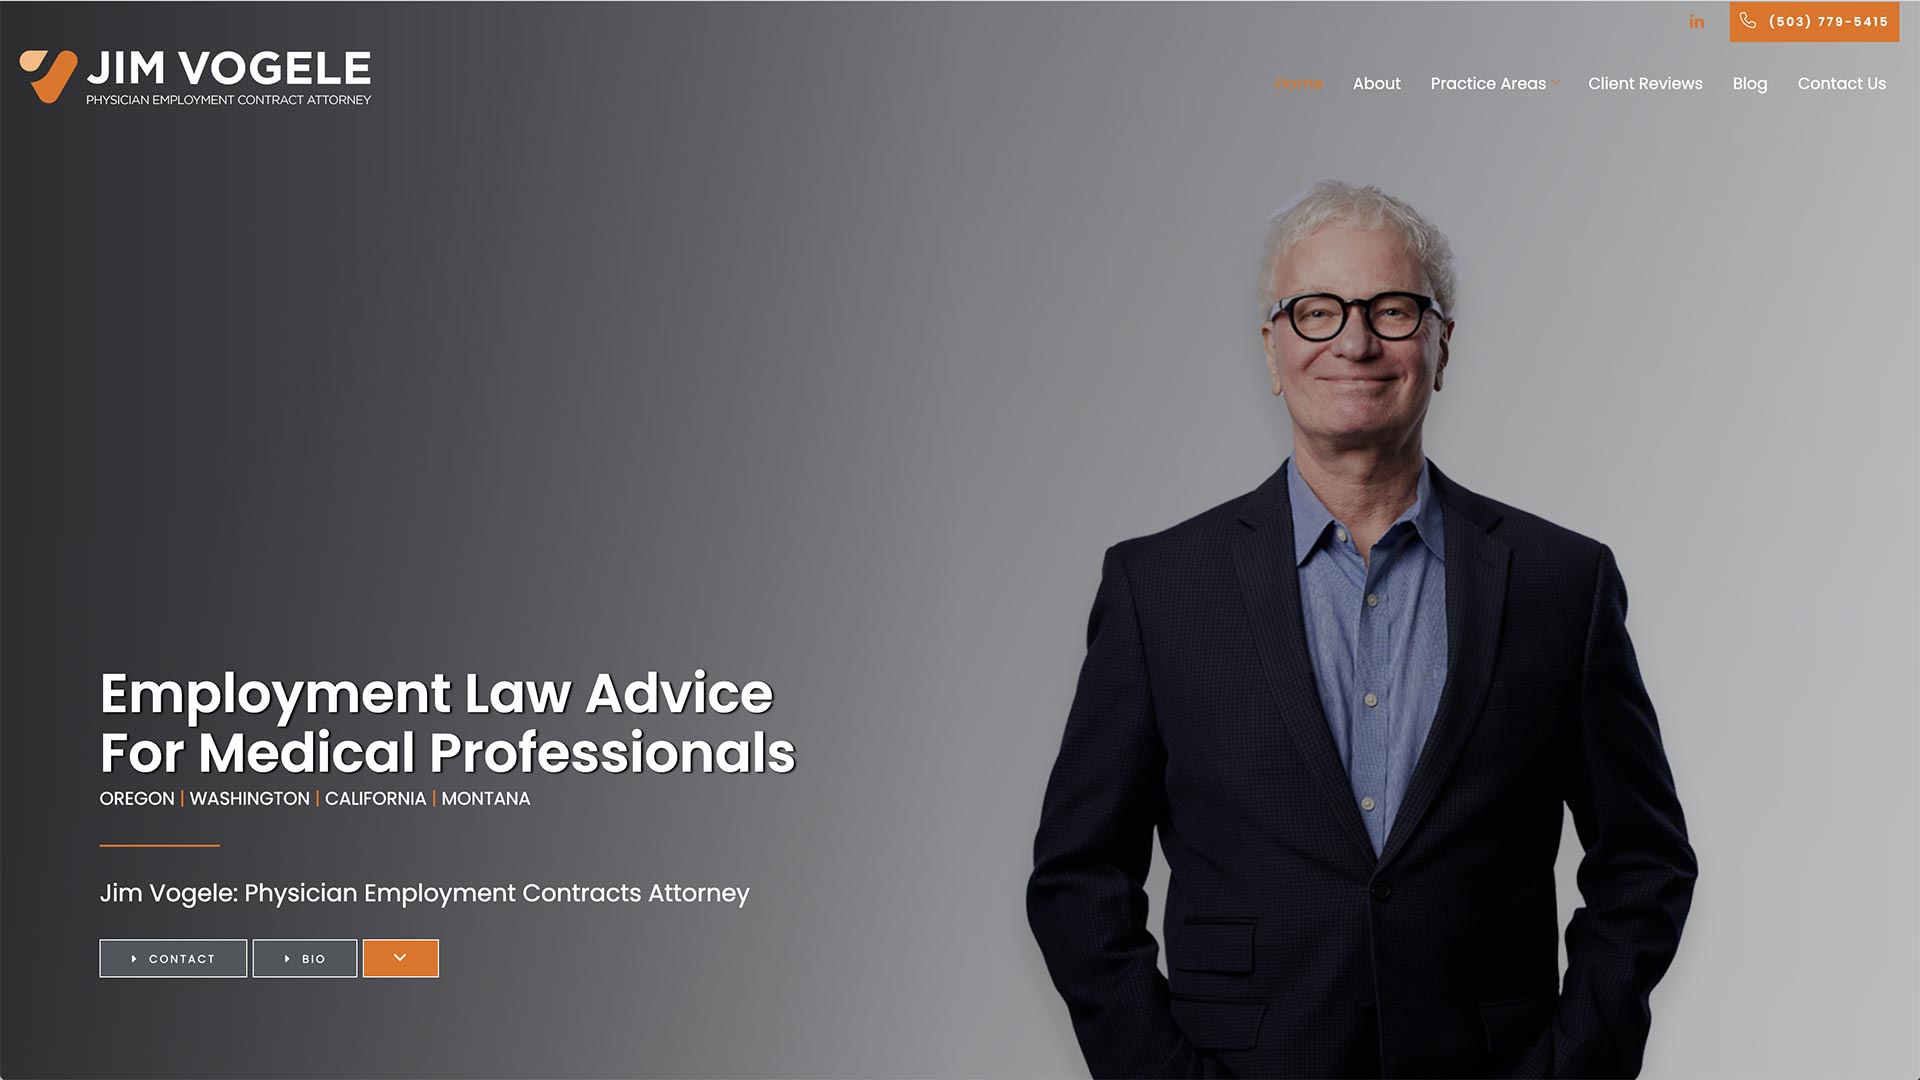 in
(503) 779-5415
JIM VOGELE
PHYSICIAN EMPLOYMENT CONTRACT ATTORNEY
Home About Practice Areas Client Reviews Blog Contact Us
Employment Law Advice
For Medical Professionals
OREGON | WASHINGTON | CALIFORNIA | MONTANA
Jim Vogele: Physician Employment Contracts Attorney
CONTACT BIO